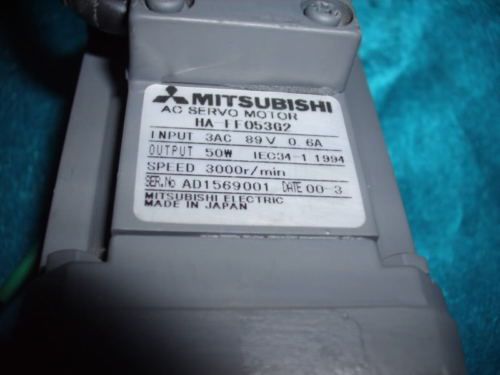 MITSUBISHI
AC SERVO MOTOR
HA-FF053G2
INPUT 3AC 89V 0.6A
OUTPUT 50W IEC34-1 1994
SPEED 3000r/min
SER.No AD1569001 DATE 00-3
MITSUBISHI ELECTRIC
MADE IN JAPAN